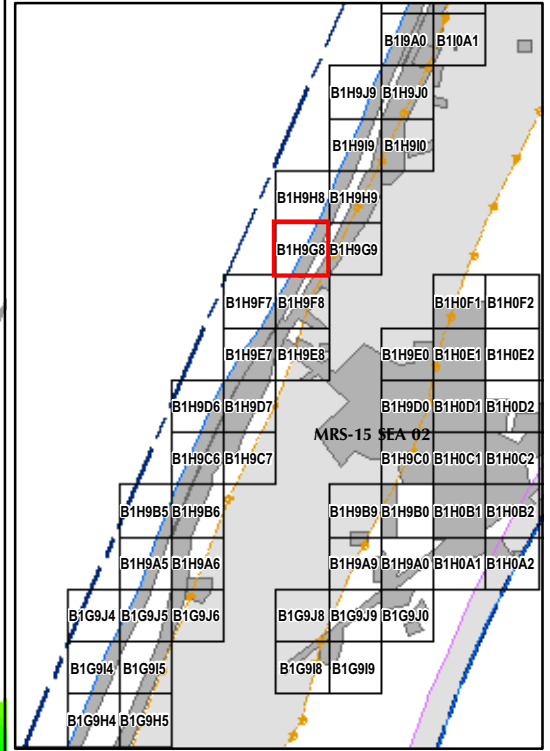 B1I9A0 B1I0A1
B1H9J9 B1H9J0
B1H9I9 B1H9I0
B1H9H8 B1H9H9
B1H9G8 B1H9G9
B1H9F7 B1H9F8 B1H0F1 B1H0F2
B1H9E7 B1H9E8 B1H9E0 B1H0E1 B1H0E2
B1H9D6 B1H9D7 B1H9D0 B1H0D1 B1H0D2
MRS-15 SEA 02
B1H9C6 B1H9C7 B1H9C0 B1H0C1 B1H0C2
B1H9B5 B1H9B6 B1H9B9 B1H9B0 B1H0B1 B1H0B2
B1H9A5 B1H9A6 B1H9A9 B1H9A0 B1H0A1 B1H0A2
B1G9J4 B1G9J5 B1G9J6 B1G9J8 B1G9J9 B1G9J0
B1G9I4 B1G9I5 B1G9I8 B1G9I9
B1G9H4 B1G9H5